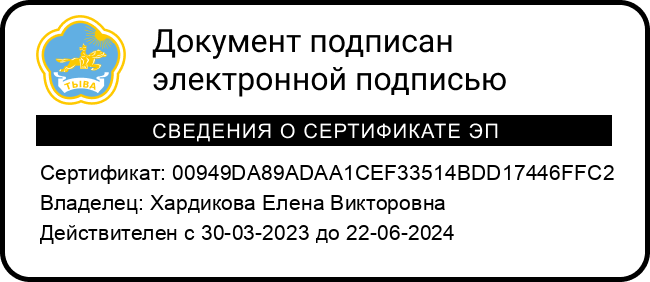 Документ подписан
электронной подписью
ТЫВА
СВЕДЕНИЯ О СЕРТИФИКАТЕ ЭП
Сертификат: 00949DA89ADAA1CEF33514BDD17446FFC2
Владелец: Хардикова Елена Викторовна
Действителен с 30-03-2023 до 22-06-2024